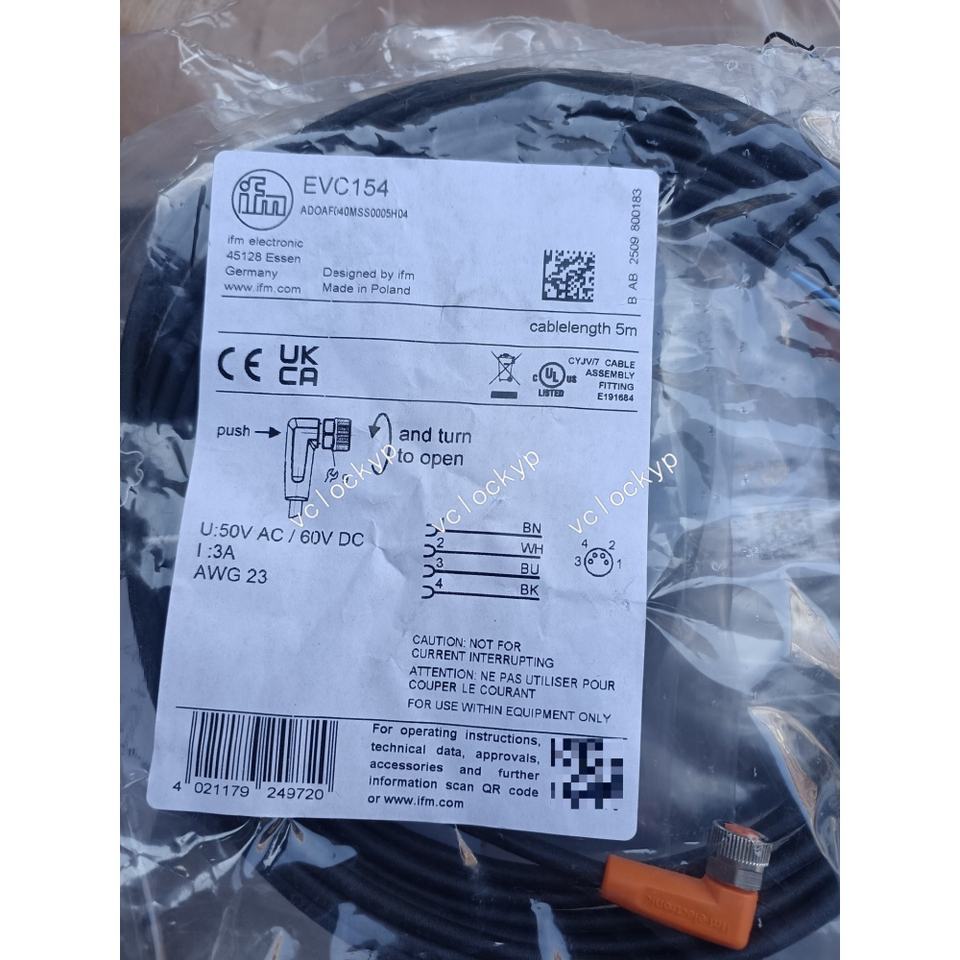 ifm
EVC154
ADOAF040MSS0005H04
ifm electronic
45128 Essen
Germany
www.ifm.com
Designed by ifm
Made in Poland
B AB 2509 800183
cablelength 5m
CE
UK
CA
C UL US
LISTED
CYJV/7 CABLE
ASSEMBLY
FITTING
E191684
push
and turn
to open
vclockyp
vclockyp
vclockyp
U:50V AC / 60V DC
I :3A
AWG 23
1 BN
2 WH
3 BU
4 BK
4 2
3 1
CAUTION: NOT FOR
CURRENT INTERRUPTING
ATTENTION: NE PAS UTILISER POUR
COUPER LE COURANT
FOR USE WITHIN EQUIPMENT ONLY
4 021179 249720
For operating instructions,
technical data, approvals,
accessories and further
information scan QR code
or www.ifm.com
ifm electronic